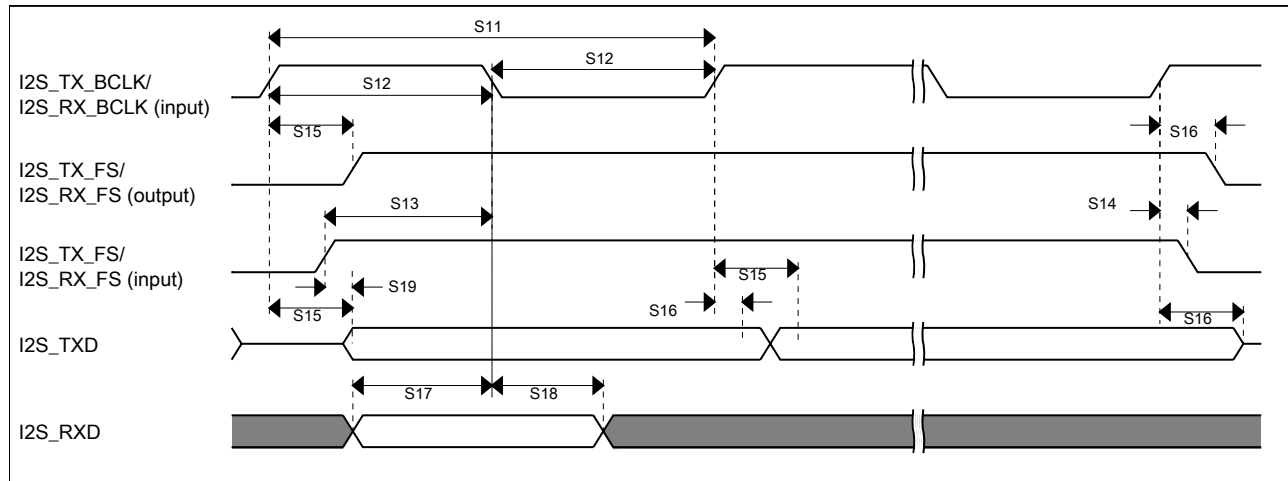 S11
I2S_TX_BCLK/
I2S_RX_BCLK (input)
S12
S12
S15
S16
I2S_TX_FS/
I2S_RX_FS (output)
S13
S14
I2S_TX_FS/
I2S_RX_FS (input)
S19
S15
S15
S16
S16
I2S_TXD
S17
S18
I2S_RXD